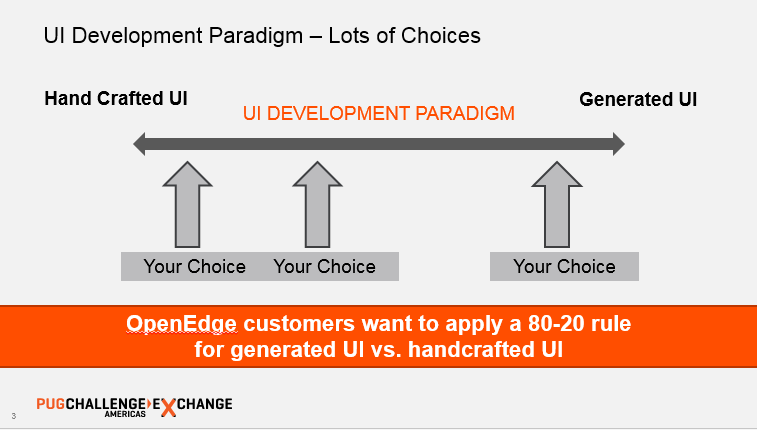 UI Development Paradigm – Lots of Choices
Hand Crafted UI
Generated UI
UI DEVELOPMENT PARADIGM
Your Choice
Your Choice
Your Choice
OpenEdge customers want to apply a 80-20 rule
for generated UI vs. handcrafted UI
3
PUGCHALLENGE EXCHANGE
AMERICAS